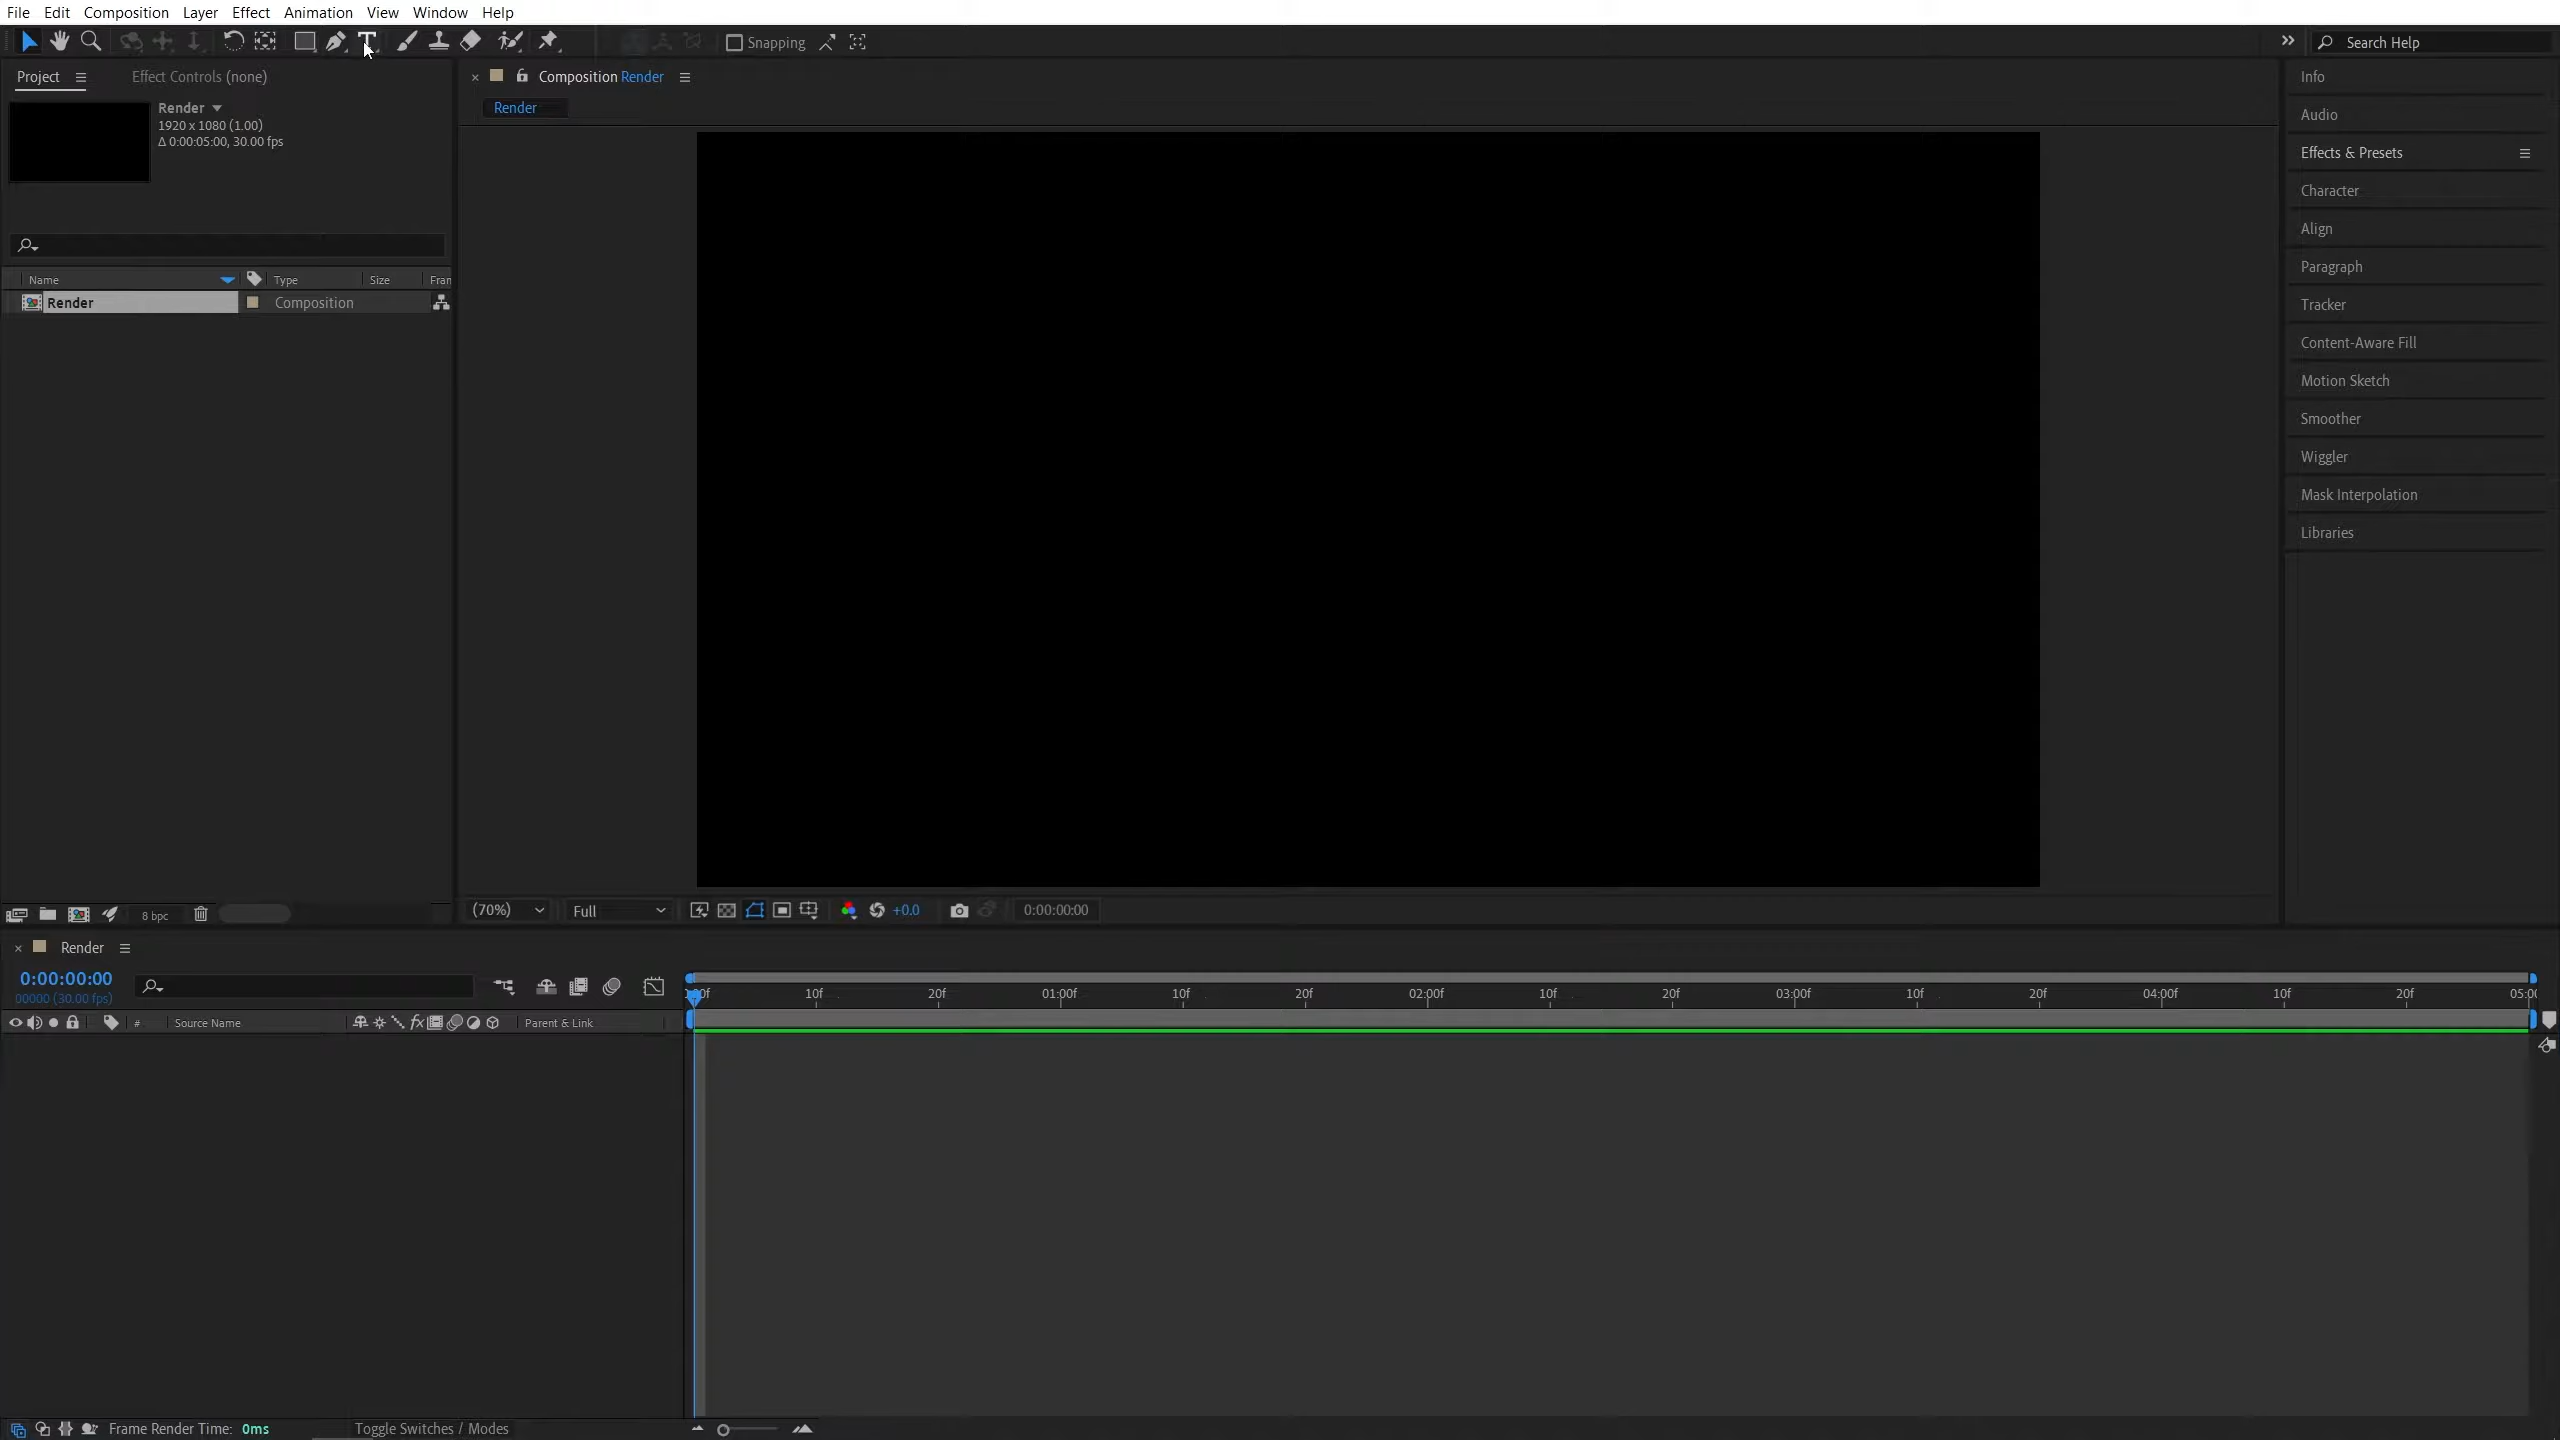 File Edit Composition Layer Effect Animation View Window Help
Snapping
Search Help
Project
Effect Controls (none)
Render
1920 x 1080 (1.00)
Δ 0:00:05:00, 30.00 fps
Name Type Size Fran
Render Composition
8 bpc
Composition Render
Render
(70%) Full +0.0 0:00:00:00
Info
Audio
Effects & Presets
Character
Align
Paragraph
Tracker
Content-Aware Fill
Motion Sketch
Smoother
Wiggler
Mask Interpolation
Libraries
Render
0:00:00:00
00000 (30.00 fps)
# Source Name fx Parent & Link
10f 20f 01:00f 10f 20f 02:00f 10f 20f 03:00f 10f 20f 04:00f 10f 20f 05:00
Frame Render Time: 0ms
Toggle Switches / Modes